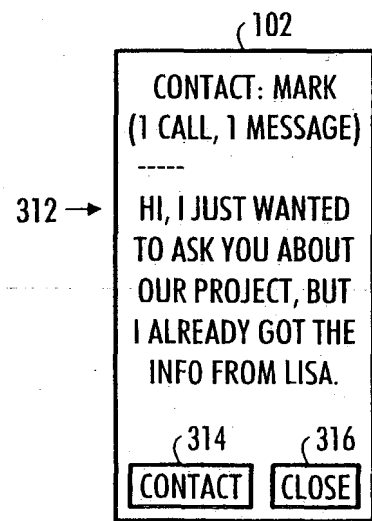 102
CONTACT: MARK
(1 CALL, 1 MESSAGE)
-----
312
HI, I JUST WANTED
TO ASK YOU ABOUT
OUR PROJECT, BUT
I ALREADY GOT THE
INFO FROM LISA.
314 316
CONTACT CLOSE